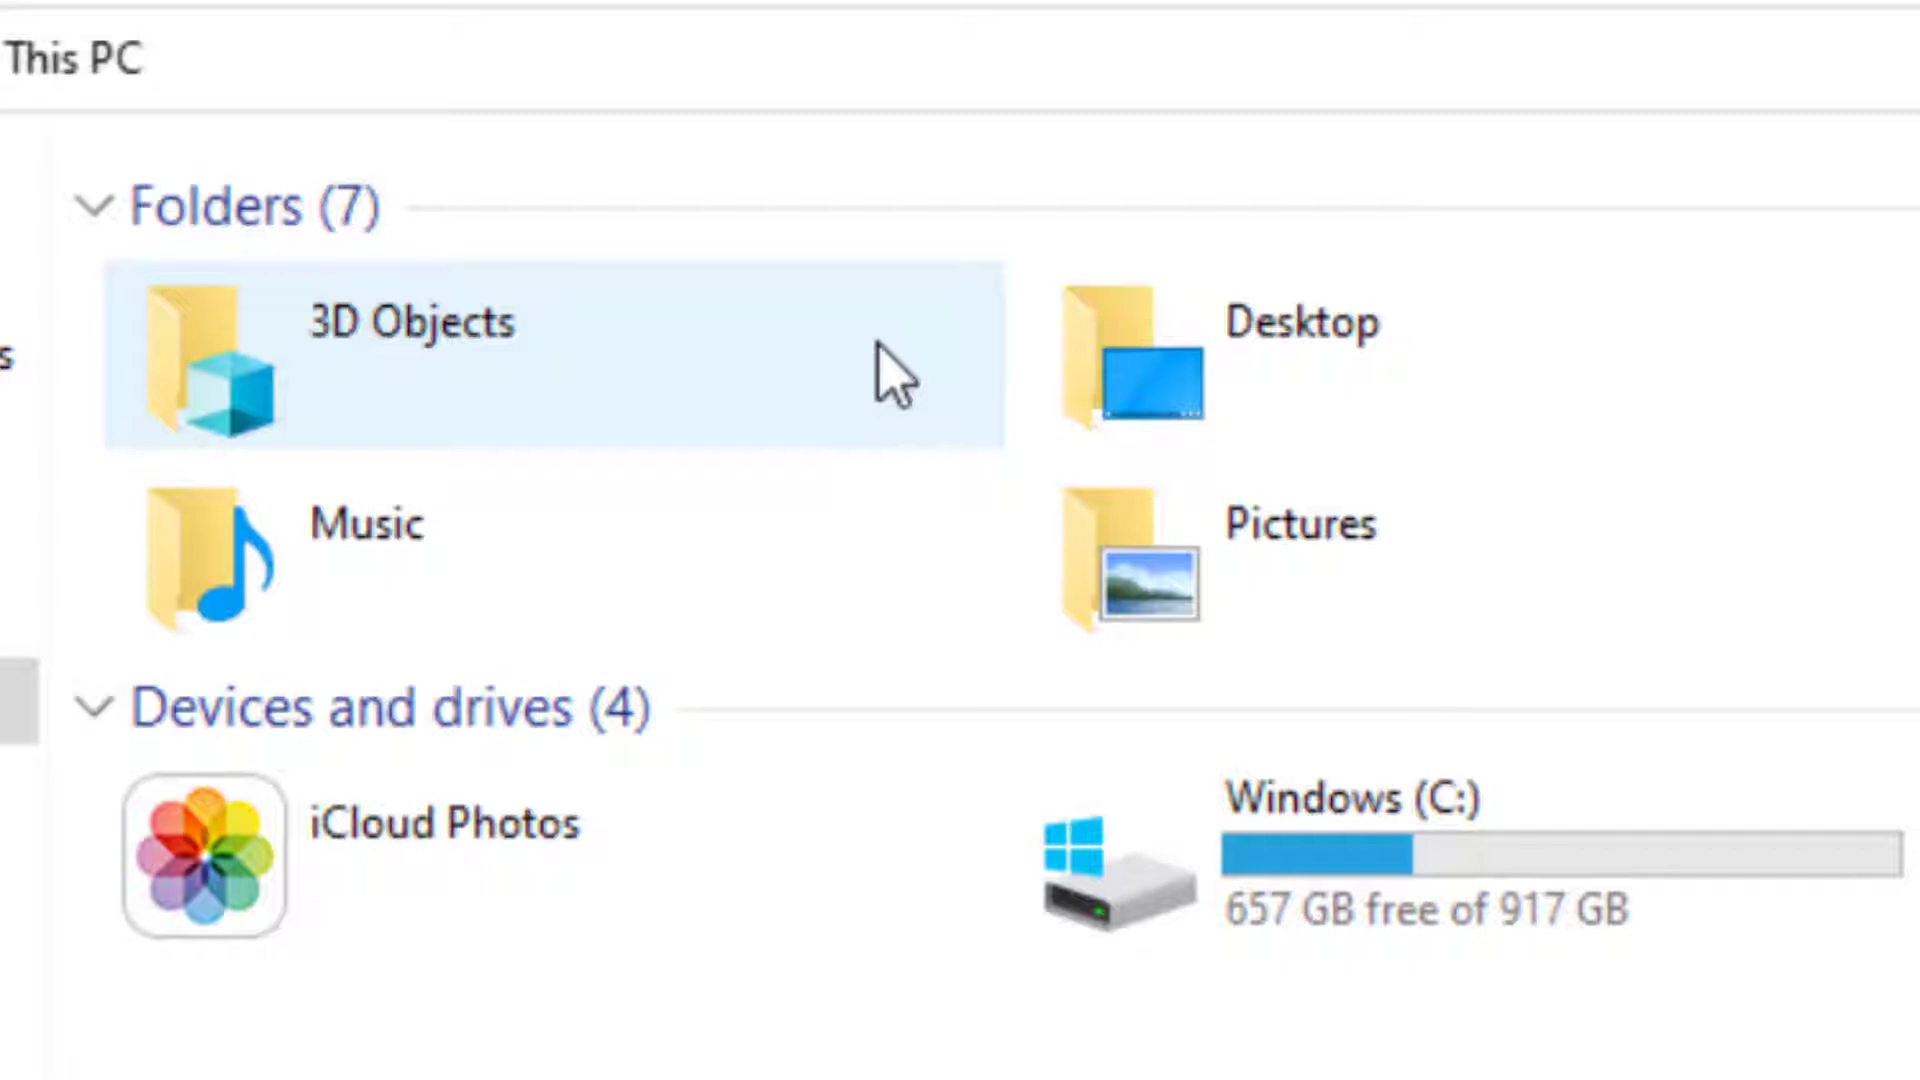 This PC
Folders (7)
3D Objects
Desktop
s
Music
Pictures
Devices and drives (4)
iCloud Photos
Windows (C:)
657 GB free of 917 GB